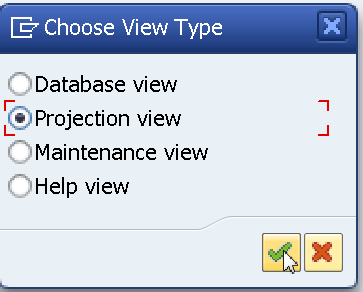 Choose View Type
Database view
Projection view
Maintenance view
Help view